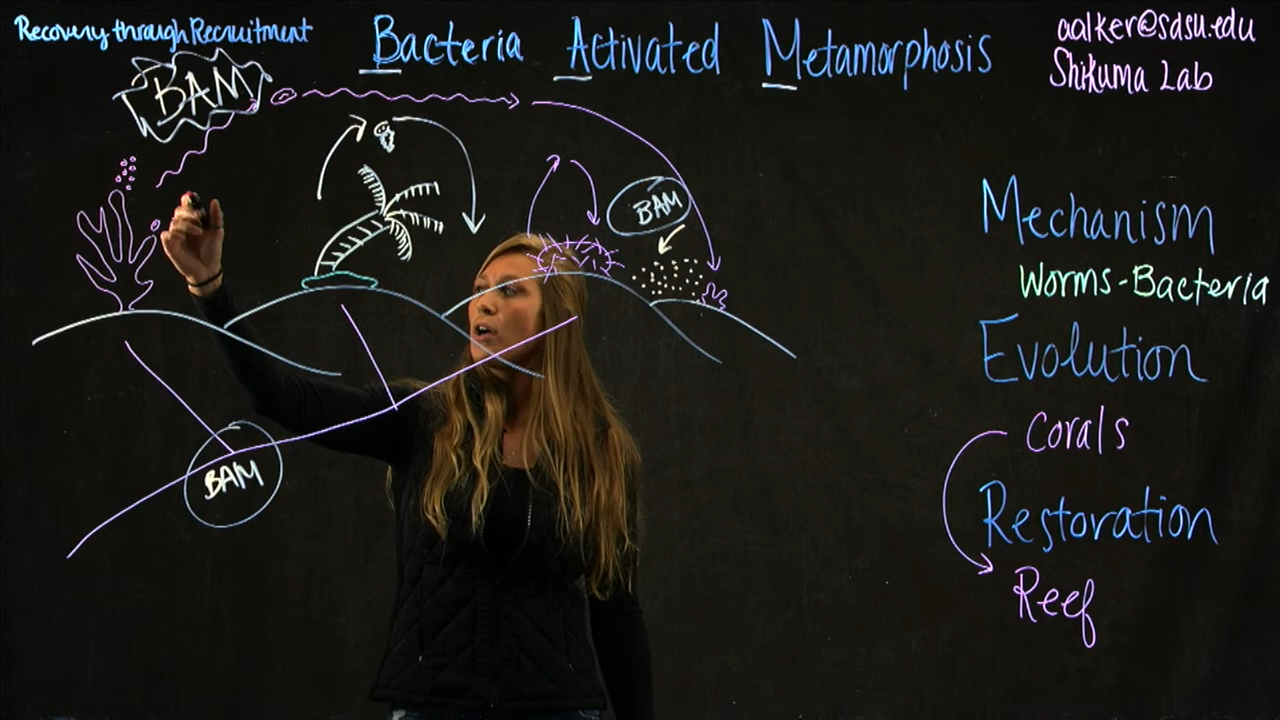 Recovery through Recruitment
Bacteria Activated Metamorphosis
aalker@sdsu.edu
Shikuma Lab
BAM
BAM
Mechanism
Worms-Bacteria
Evolution
Corals
BAM
Restoration
Reef